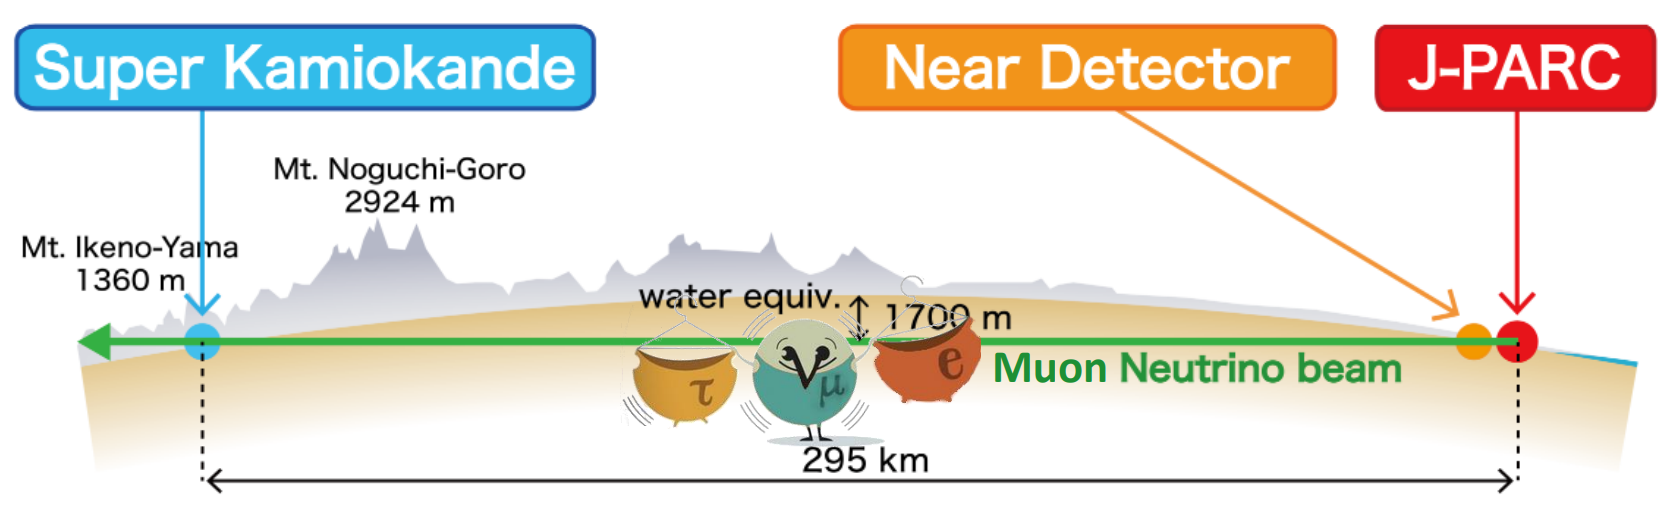 Super Kamiokande
Near Detector
J-PARC
Mt. Noguchi-Goro
2924 m
Mt. Ikeno-Yama
1360 m
water equiv.
1700 m
τ
ν
μ
e
Muon Neutrino beam
295 km